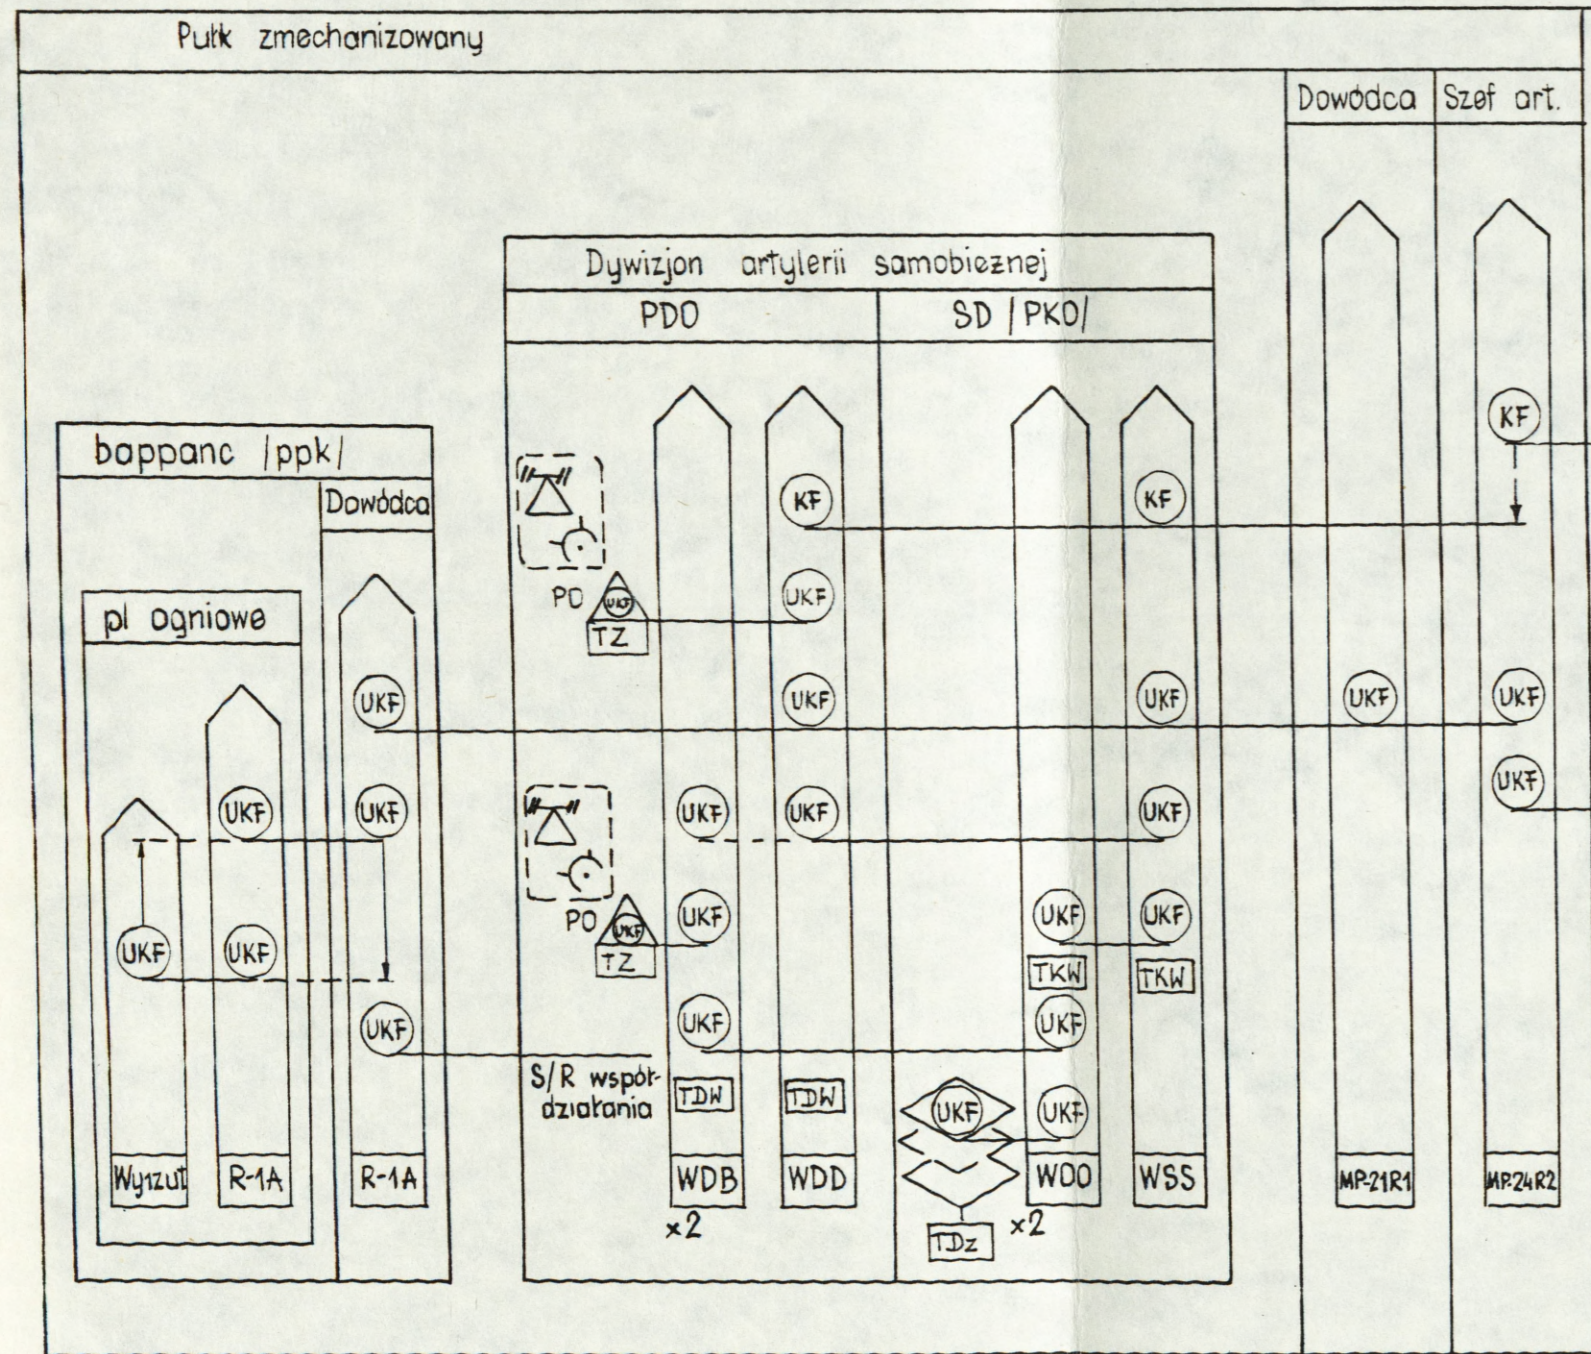 Pułk zmechanizowany
Dowódca
Szef art.
Dywizjon artylerii samobieżnej
PDO
SD /PKO/
bappanc /ppk/
Dowódca
pl ogniowe
KF
KF
KF
PO
UKF
TZ
UKF
UKF
UKF
UKF
UKF
UKF
UKF
UKF
UKF
UKF
UKF
UKF
PO
UKF
TZ
UKF
UKF
UKF
UKF
UKF
TKW
TKW
UKF
UKF
UKF
S/R współ-
działania
TDW
TDW
UKF
UKF
Wyrzut
R-1A
R-1A
WDB
WDD
WDO
WSS
MP-21R1
MP-24R2
x2
TDz
x2